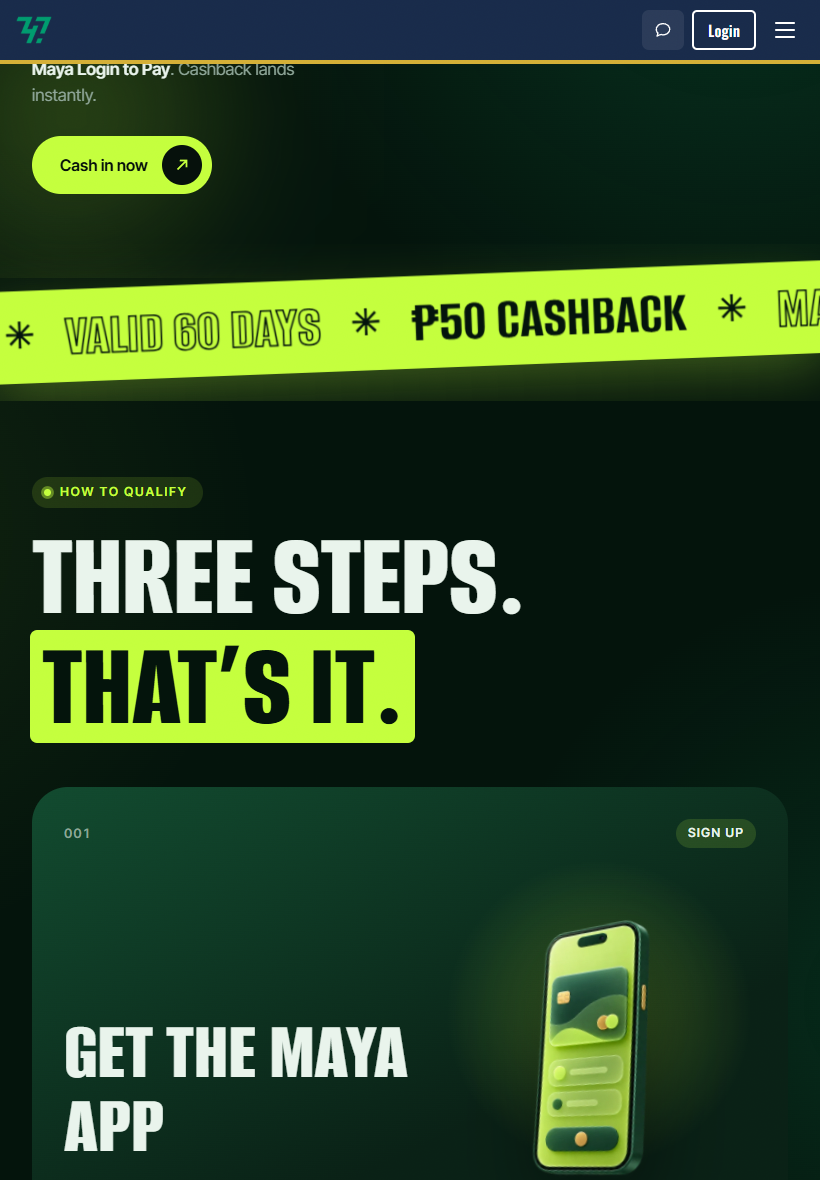 Login
Maya Login to Pay. Cashback lands
instantly.
Cash in now
VALID 60 DAYS ₱50 CASHBACK MA
HOW TO QUALIFY
THREE STEPS.
THAT’S IT.
001
SIGN UP
GET THE MAYA
APP